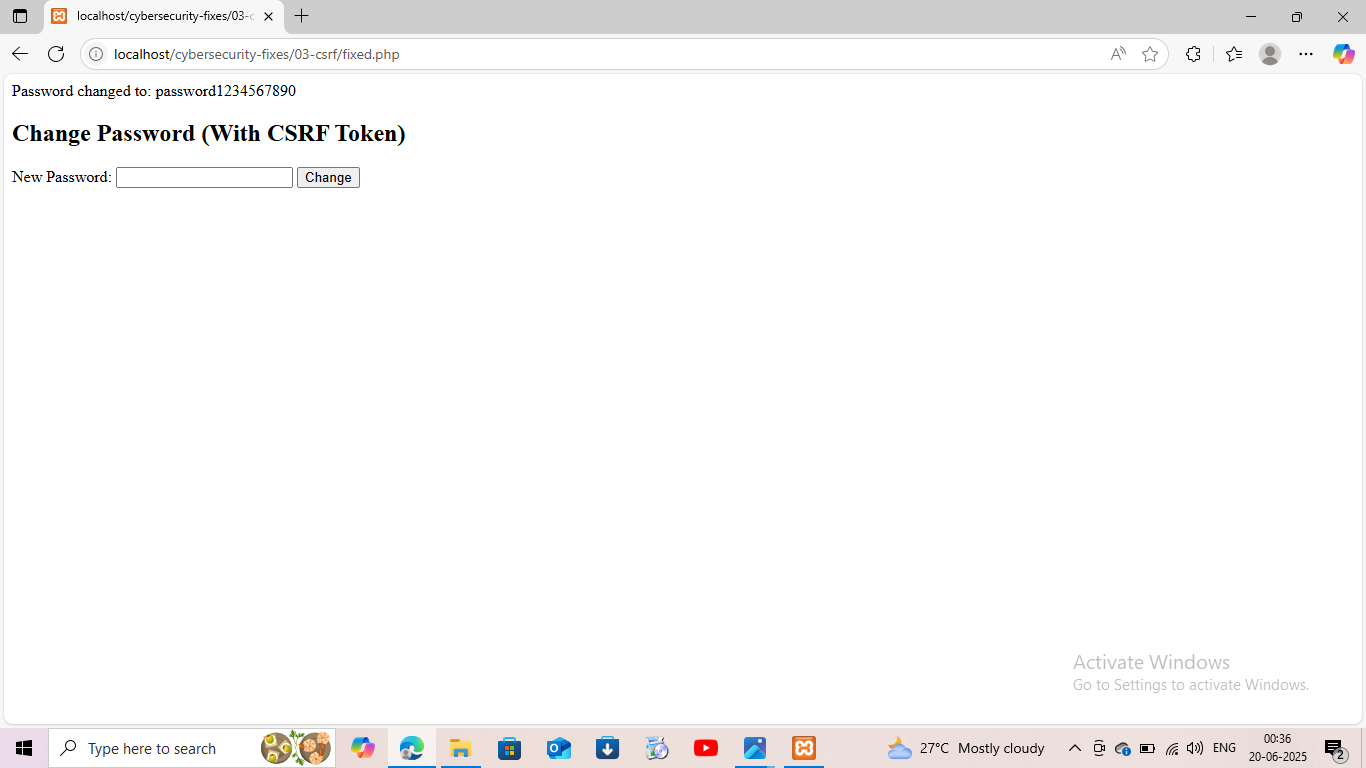 localhost/cybersecurity-fixes/03-c
localhost/cybersecurity-fixes/03-csrf/fixed.php
Password changed to: password1234567890
Change Password (With CSRF Token)
New Password: Change
Activate Windows
Go to Settings to activate Windows.
Type here to search
27°C Mostly cloudy
ENG
00:36
20-06-2025
2